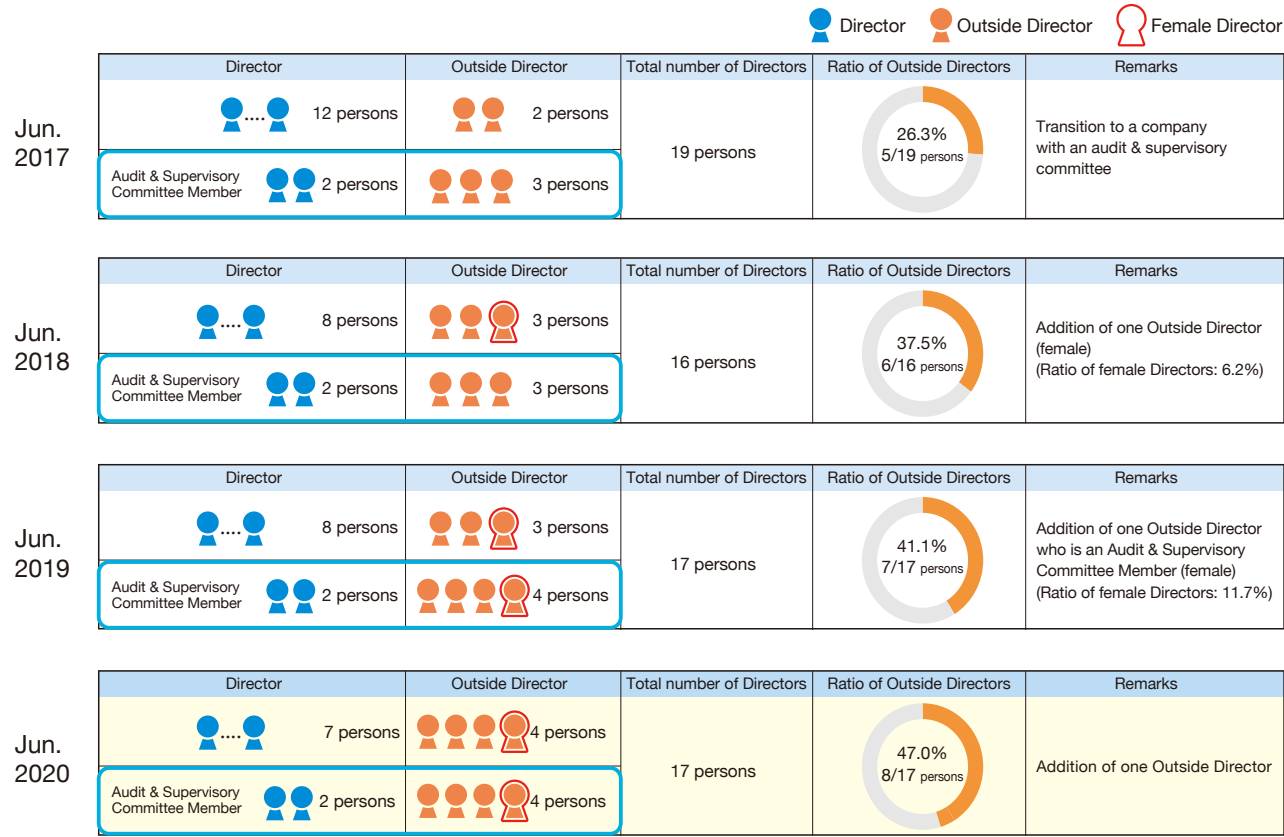 Director Outside Director Female Director
Jun.
2017
Director Outside Director Total number of Directors Ratio of Outside Directors Remarks
.... 12 persons 2 persons
Audit & Supervisory
Committee Member
2 persons 3 persons
19 persons
26.3%
5/19 persons
Transition to a company
with an audit & supervisory
committee
Jun.
2018
Director Outside Director Total number of Directors Ratio of Outside Directors Remarks
.... 8 persons 3 persons
Audit & Supervisory
Committee Member
2 persons 3 persons
16 persons
37.5%
6/16 persons
Addition of one Outside Director
(female)
(Ratio of female Directors: 6.2%)
Jun.
2019
Director Outside Director Total number of Directors Ratio of Outside Directors Remarks
.... 8 persons 3 persons
Audit & Supervisory
Committee Member
2 persons 4 persons
17 persons
41.1%
7/17 persons
Addition of one Outside Director
who is an Audit & Supervisory
Committee Member (female)
(Ratio of female Directors: 11.7%)
Jun.
2020
Director Outside Director Total number of Directors Ratio of Outside Directors Remarks
.... 7 persons 4 persons
Audit & Supervisory
Committee Member
2 persons 4 persons
17 persons
47.0%
8/17 persons
Addition of one Outside Director